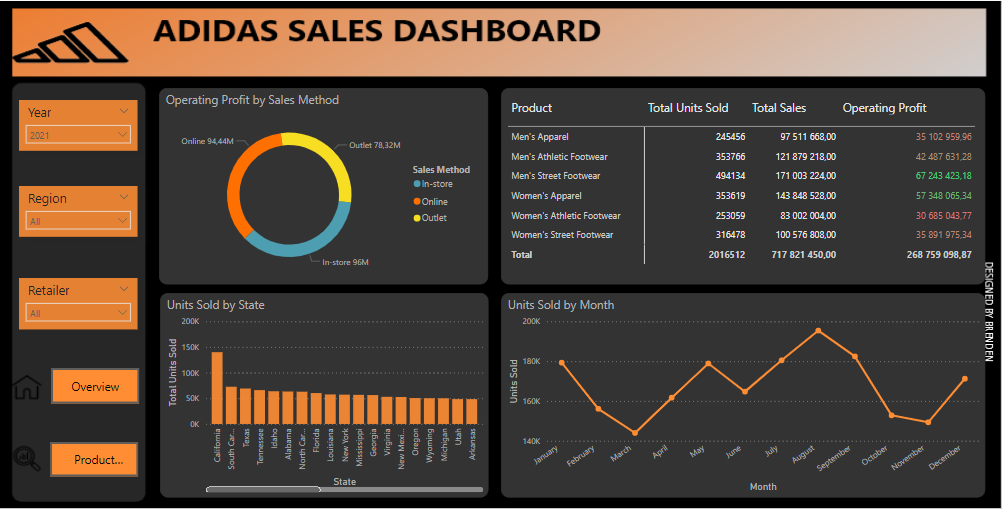 ADIDAS SALES DASHBOARD
Year
2021
Region
All
Retailer
All
Overview
Product...
Operating Profit by Sales Method
Online 94,44M
Outlet 78,32M
In-store 96M
Sales Method
In-store
Online
Outlet
Product Total Units Sold Total Sales Operating Profit
Men's Apparel 245456 97 511 668,00 35 102 959,96
Men's Athletic Footwear 353766 121 879 218,00 42 487 631,28
Men's Street Footwear 494134 171 003 224,00 67 243 423,18
Women's Apparel 353619 143 848 528,00 57 348 065,34
Women's Athletic Footwear 253059 83 002 004,00 30 685 043,77
Women's Street Footwear 316478 100 576 808,00 35 891 975,34
Total 2016512 717 821 450,00 268 759 098,87
Units Sold by State
Total Units Sold
200K
150K
100K
50K
0K
California
South Car...
Texas
Tennessee
Idaho
Alabama
North Car...
Florida
Louisiana
New York
Mississippi
Georgia
Virginia
New Mexi...
Oregon
Wyoming
Michigan
Utah
Arkansas
State
Units Sold by Month
Units Sold
200K
180K
160K
140K
January
February
March
April
May
June
July
August
September
October
November
December
Month
DESIGNED BY BRENDEN